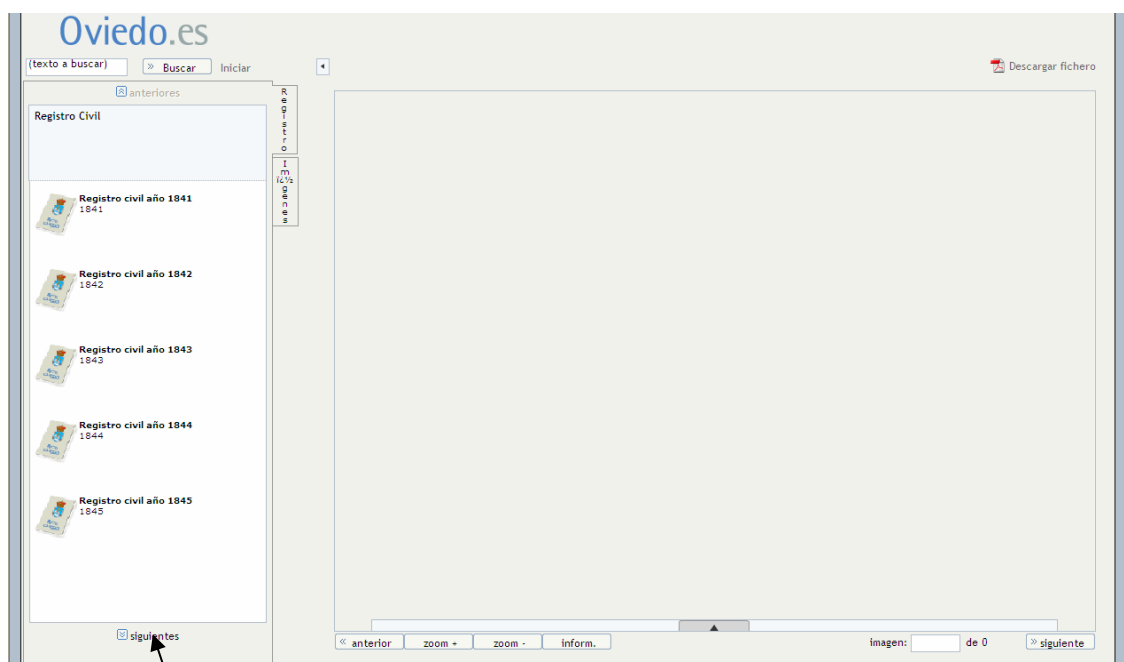 Oviedo.es
(texto a buscar)
» Buscar
Iniciar
Descargar fichero
anteriores
Registro Civil
Registro civil año 1841
1841
Registro civil año 1842
1842
Registro civil año 1843
1843
Registro civil año 1844
1844
Registro civil año 1845
1845
siguientes
Registro
Imï¿½genes
« anterior
zoom +
zoom -
inform.
imagen:
de 0
» siguiente